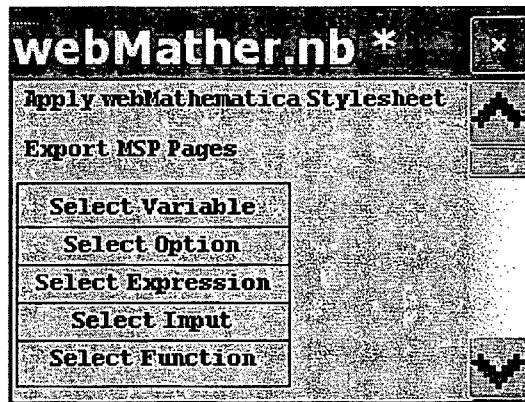 webMather.nb *
Apply webMathematica Stylesheet
Export MSP Pages
Select Variable
Select Option
Select Expression
Select Input
Select Function